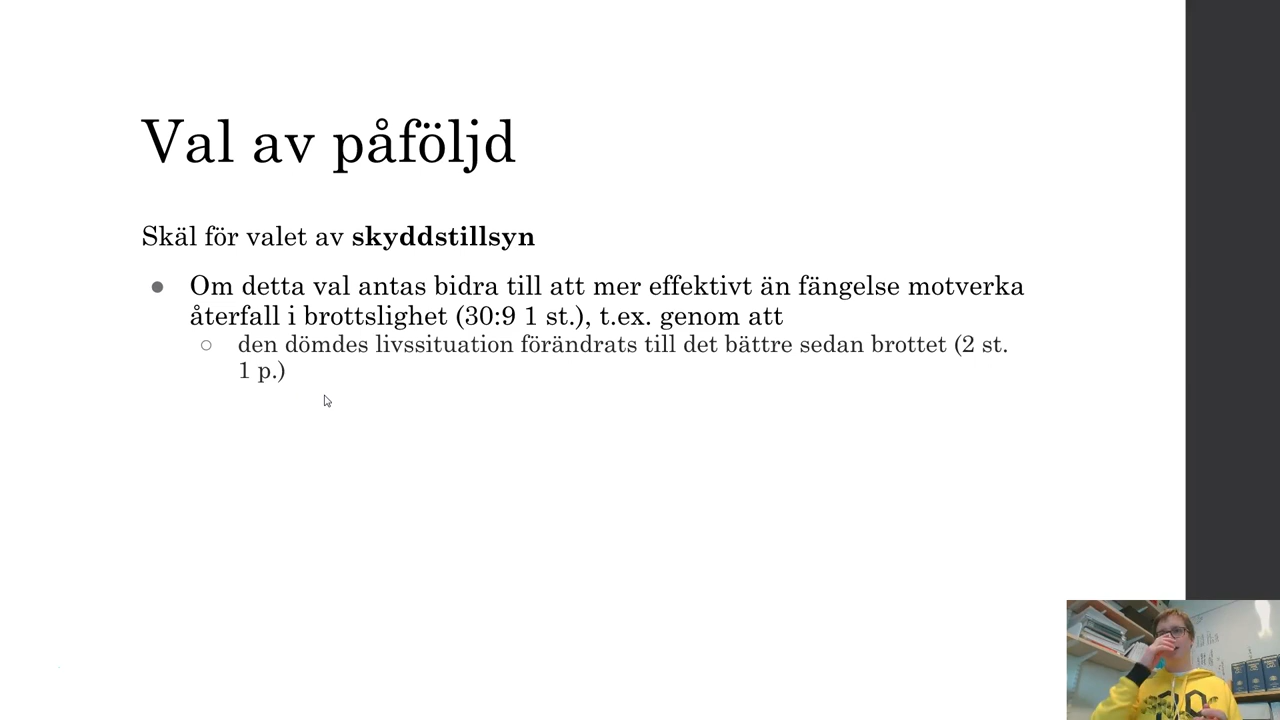 Val av påföljd
Skäl för valet av skyddstillsyn
● Om detta val antas bidra till att mer effektivt än fängelse motverka
återfall i brottslighet (30:9 1 st.), t.ex. genom att
○ den dömdes livssituation förändrats till det bättre sedan brottet (2 st.
1 p.)